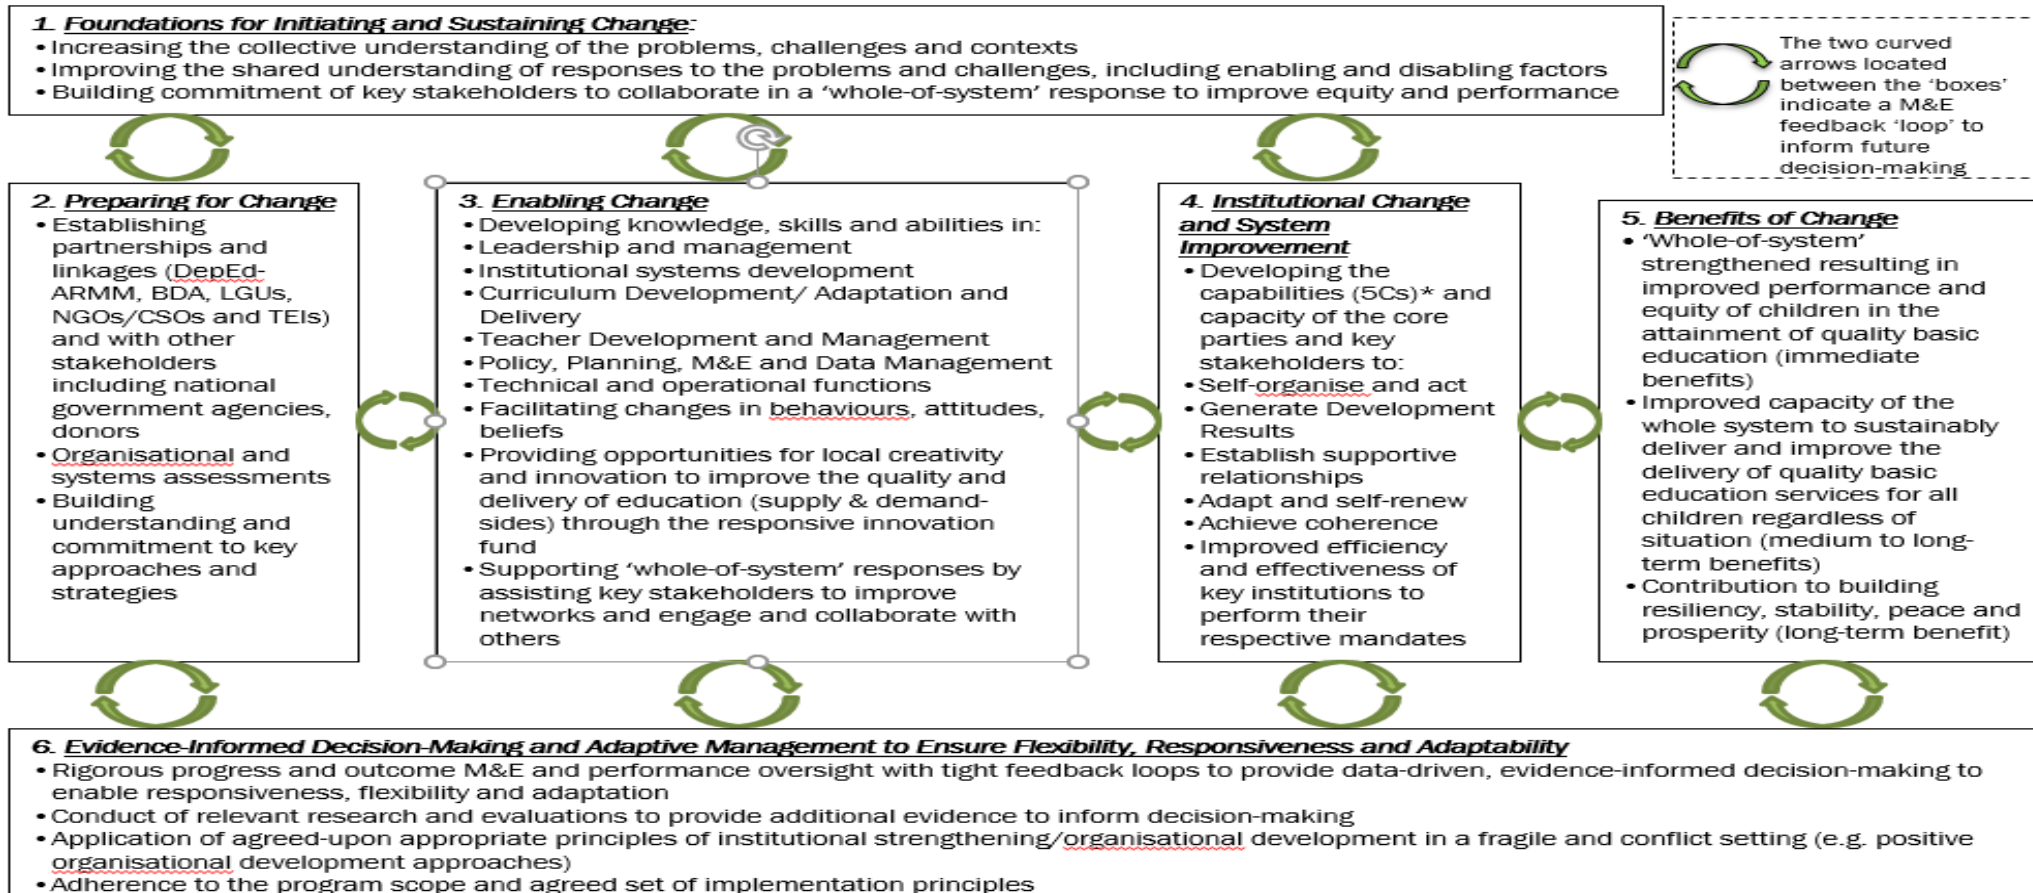 1. Foundations for Initiating and Sustaining Change:
•Increasing the collective understanding of the problems, challenges and contexts
•Improving the shared understanding of responses to the problems and challenges, including enabling and disabling factors
•Building commitment of key stakeholders to collaborate in a ‘whole-of-system’ response to improve equity and performance
The two curved
arrows located
between the ‘boxes’
indicate a M&E
feedback ‘loop’ to
inform future
decision-making
2. Preparing for Change
•Establishing
partnerships and
linkages (DepEd-
ARMM, BDA, LGUs,
NGOs/CSOs and TEIs)
and with other
stakeholders
including national
government agencies,
donors
•Organisational and
systems assessments
•Building
understanding and
commitment to key
approaches and
strategies
3. Enabling Change
•Developing knowledge, skills and abilities in:
•Leadership and management
•Institutional systems development
•Curriculum Development/ Adaptation and
Delivery
•Teacher Development and Management
•Policy, Planning, M&E and Data Management
•Technical and operational functions
•Facilitating changes in behaviours, attitudes,
beliefs
•Providing opportunities for local creativity
and innovation to improve the quality and
delivery of education (supply & demand-
sides) through the responsive innovation
fund
•Supporting ‘whole-of-system’ responses by
assisting key stakeholders to improve
networks and engage and collaborate with
others
4. Institutional Change
and System
Improvement
•Developing the
capabilities (5Cs)* and
capacity of the core
parties and key
stakeholders to:
•Self-organise and act
•Generate Development
Results
•Establish supportive
relationships
•Adapt and self-renew
•Achieve coherence
•Improved efficiency
and effectiveness of
key institutions to
perform their
respective mandates
5. Benefits of Change
• ‘Whole-of-system’
strengthened resulting in
improved performance and
equity of children in the
attainment of quality basic
education (immediate
benefits)
•Improved capacity of the
whole system to sustainably
deliver and improve the
delivery of quality basic
education services for all
children regardless of
situation (medium to long-
term benefits)
•Contribution to building
resiliency, stability, peace and
prosperity (long-term benefit)
6. Evidence-Informed Decision-Making and Adaptive Management to Ensure Flexibility, Responsiveness and Adaptability
•Rigorous progress and outcome M&E and performance oversight with tight feedback loops to provide data-driven, evidence-informed decision-making to
enable responsiveness, flexibility and adaptation
•Conduct of relevant research and evaluations to provide additional evidence to inform decision-making
•Application of agreed-upon appropriate principles of institutional strengthening/organisational development in a fragile and conflict setting (e.g. positive
organisational development approaches)
•Adherence to the program scope and agreed set of implementation principles